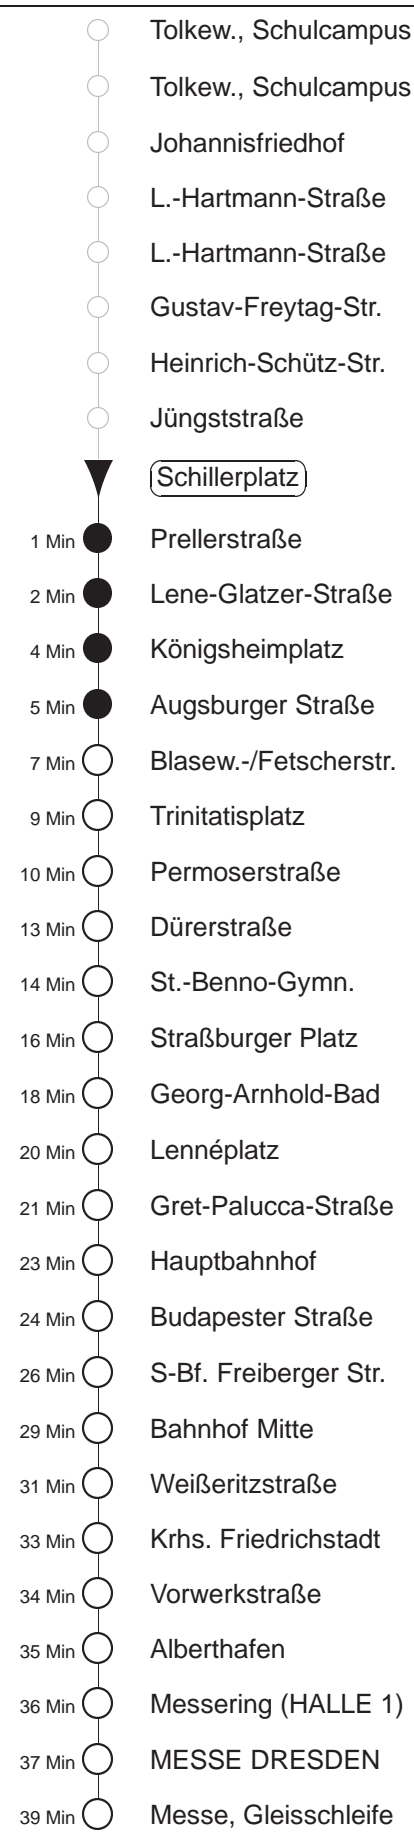 Tolkew., Schulcampus
Tolkew., Schulcampus
Johannisfriedhof
L.-Hartmann-Straße
L.-Hartmann-Straße
Gustav-Freytag-Str.
Heinrich-Schütz-Str.
Jüngststraße
Schillerplatz
1 Min Prellerstraße
2 Min Lene-Glatzer-Straße
4 Min Königsheimplatz
5 Min Augsburger Straße
7 Min Blasew.-/Fetscherstr.
9 Min Trinitatisplatz
10 Min Permoserstraße
13 Min Dürerstraße
14 Min St.-Benno-Gymn.
16 Min Straßburger Platz
18 Min Georg-Arnhold-Bad
20 Min Lennéplatz
21 Min Gret-Palucca-Straße
23 Min Hauptbahnhof
24 Min Budapester Straße
26 Min S-Bf. Freiberger Str.
29 Min Bahnhof Mitte
31 Min Weißeritzstraße
33 Min Krhs. Friedrichstadt
34 Min Vorwerkstraße
35 Min Alberthafen
36 Min Messering (HALLE 1)
37 Min MESSE DRESDEN
39 Min Messe, Gleisschleife